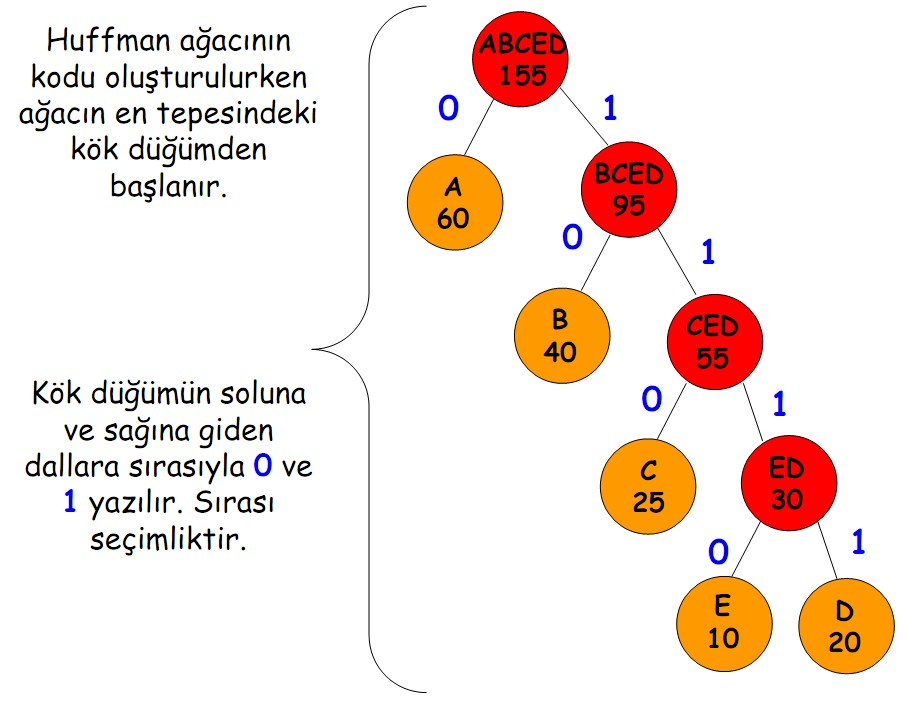 Huffman ağacının
kodu oluşturulurken
ağacın en tepesindeki
kök düğümden
başlanır.
Kök düğümün soluna
ve sağına giden
dallara sırasıyla 0 ve
1 yazılır. Sırası
seçimliktir.
ABCED
155
0
1
A
60
BCED
95
0
1
B
40
CED
55
0
1
C
25
ED
30
0
1
E
10
D
20